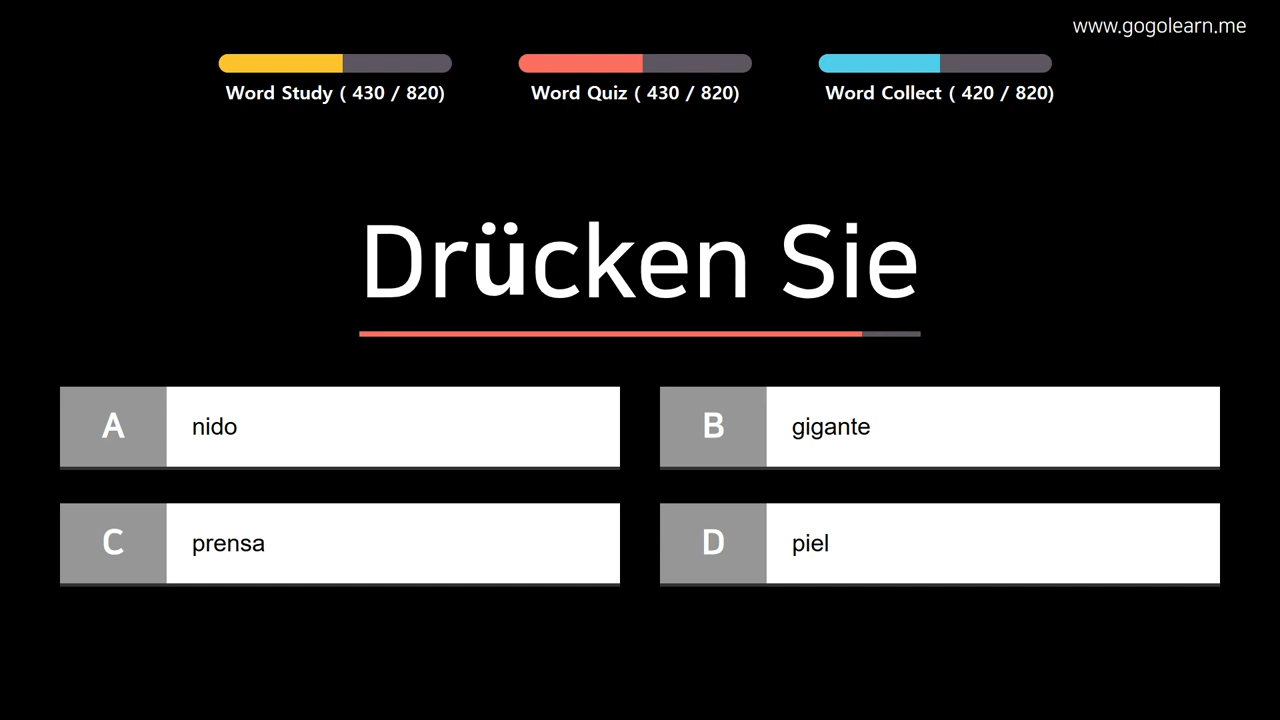 www.gogolearn.me
Word Study ( 430 / 820)
Word Quiz ( 430 / 820)
Word Collect ( 420 / 820)
Drücken Sie
A nido
B gigante
C prensa
D piel